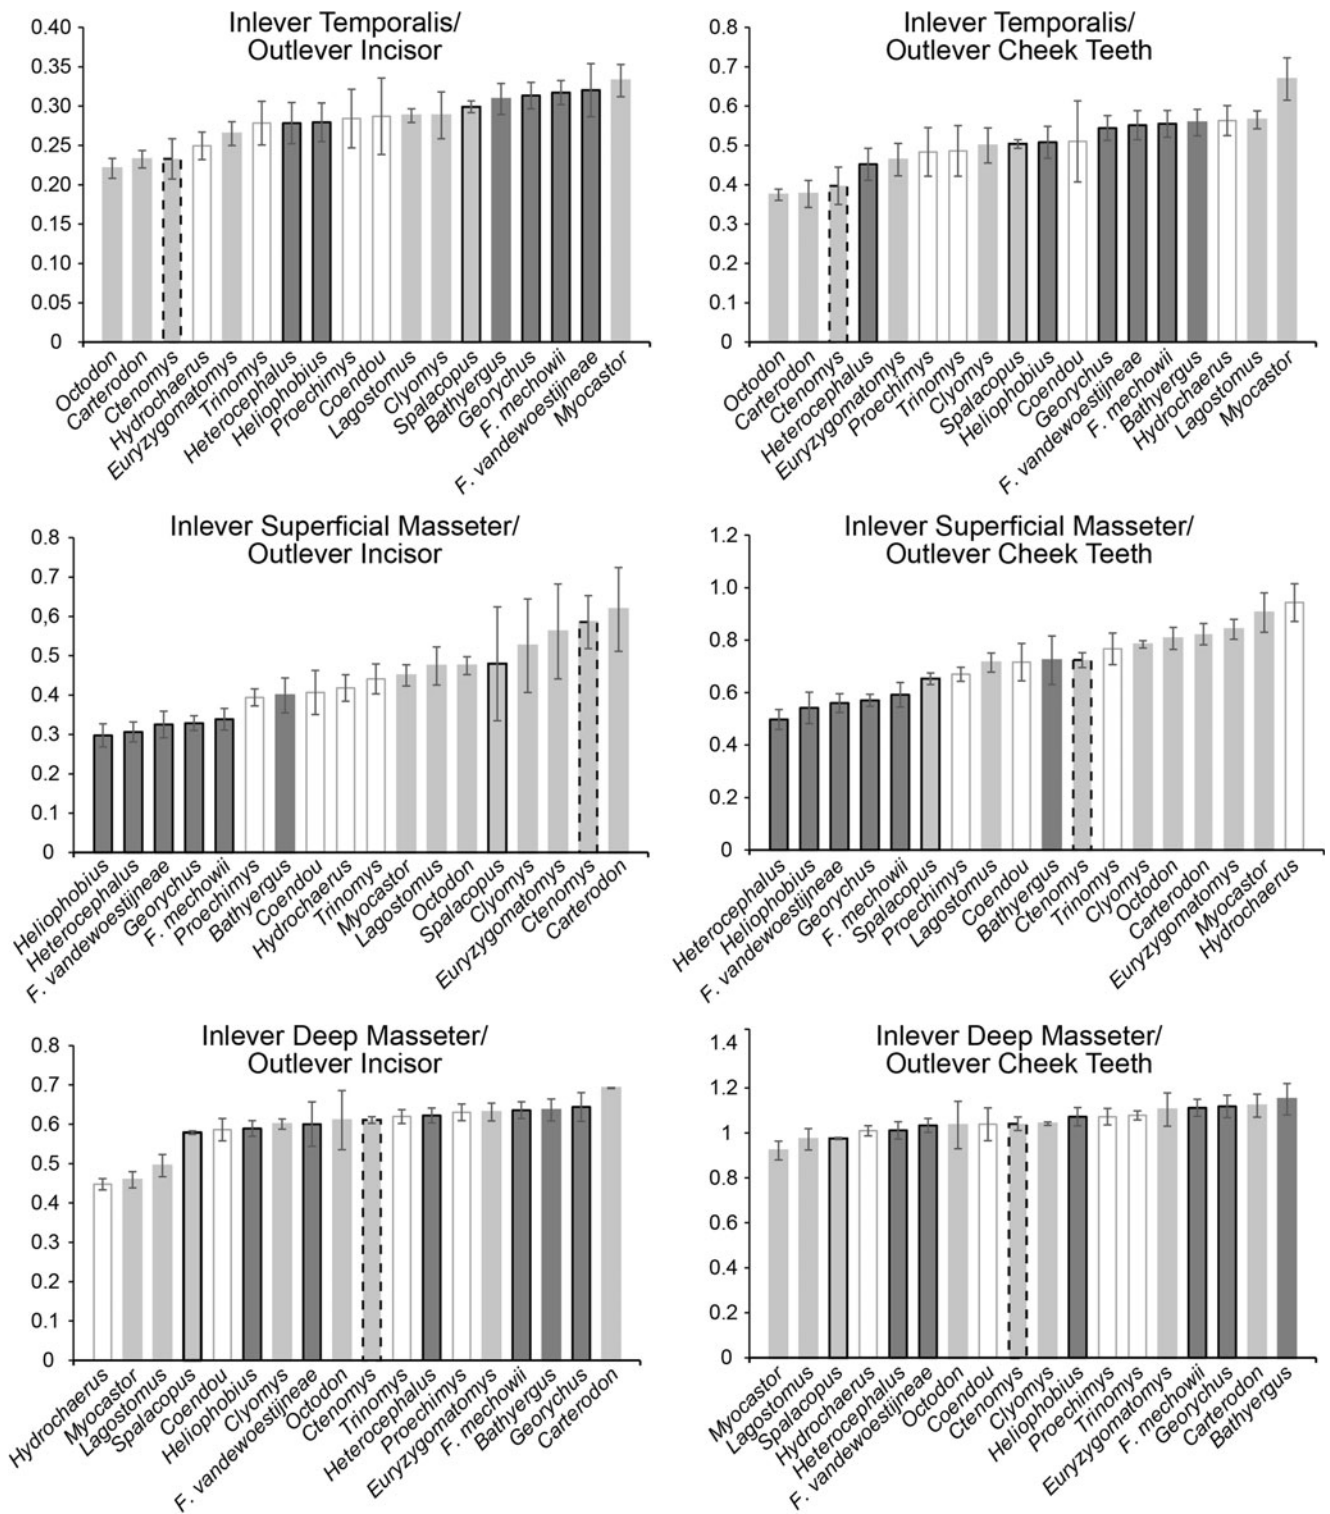 Inlever Temporalis/
Outlever Incisor
0.40
0.35
0.30
0.25
0.20
0.15
0.10
0.05
0
Octodon
Carterodon
Ctenomys
Hydrochaerus
Euryzygomatomys
Trinomys
Heterocephalus
Heliophobius
Proechimys
Coendou
Lagostomus
Clyomys
Spalacopus
Bathyergus
Georychus
F. mechowii
F. vandewoestijneae
Myocastor
Inlever Temporalis/
Outlever Cheek Teeth
0.8
0.7
0.6
0.5
0.4
0.3
0.2
0.1
0
Octodon
Carterodon
Ctenomys
Heterocephalus
Euryzygomatomys
Proechimys
Trinomys
Clyomys
Spalacopus
Heliophobius
Coendou
Georychus
F. vandewoestijneae
F. mechowii
Bathyergus
Hydrochaerus
Lagostomus
Myocastor
Inlever Superficial Masseter/
Outlever Incisor
0.8
0.7
0.6
0.5
0.4
0.3
0.2
0.1
0
Heliophobius
Heterocephalus
F. vandewoestijneae
Georychus
F. mechowii
Proechimys
Bathyergus
Coendou
Hydrochaerus
Trinomys
Myocastor
Lagostomus
Octodon
Spalacopus
Clyomys
Euryzygomatomys
Ctenomys
Carterodon
Inlever Superficial Masseter/
Outlever Cheek Teeth
1.2
1.0
0.8
0.6
0.4
0.2
0
Heterocephalus
Heliophobius
F. vandewoestijneae
Georychus
F. mechowii
Spalacopus
Proechimys
Lagostomus
Coendou
Bathyergus
Ctenomys
Trinomys
Clyomys
Octodon
Carterodon
Euryzygomatomys
Myocastor
Hydrochaerus
Inlever Deep Masseter/
Outlever Incisor
0.8
0.7
0.6
0.5
0.4
0.3
0.2
0.1
0
Hydrochaerus
Myocastor
Lagostomus
Spalacopus
Coendou
Heliophobius
Clyomys
F. vandewoestijneae
Octodon
Ctenomys
Trinomys
Heterocephalus
Proechimys
Euryzygomatomys
F. mechowii
Bathyergus
Georychus
Carterodon
Inlever Deep Masseter/
Outlever Cheek Teeth
1.4
1.2
1
0.8
0.6
0.4
0.2
0
Myocastor
Lagostomus
Spalacopus
Hydrochaerus
Heterocephalus
F. vandewoestijneae
Octodon
Coendou
Ctenomys
Clyomys
Heliophobius
Proechimys
Trinomys
Euryzygomatomys
F. mechowii
Georychus
Carterodon
Bathyergus